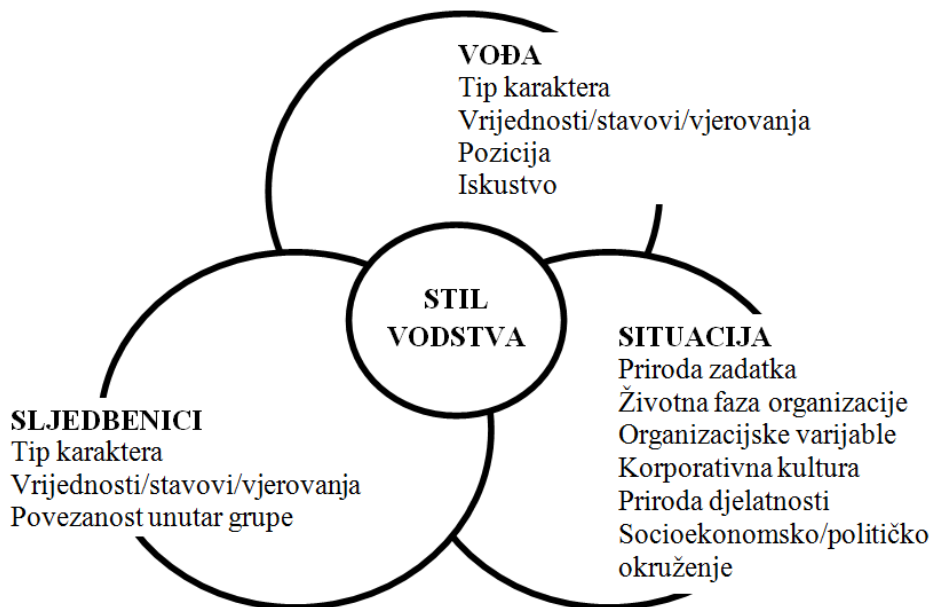 VOĐA
Tip karaktera
Vrijednosti/stavovi/vjerovanja
Pozicija
Iskustvo
STIL
VODSTVA
SITUACIJA
Priroda zadatka
Životna faza organizacije
Organizacijske varijable
Korporativna kultura
Priroda djelatnosti
Socioekonomsko/političko
okruženje
SLJEDBENICI
Tip karaktera
Vrijednosti/stavovi/vjerovanja
Povezanost unutar grupe